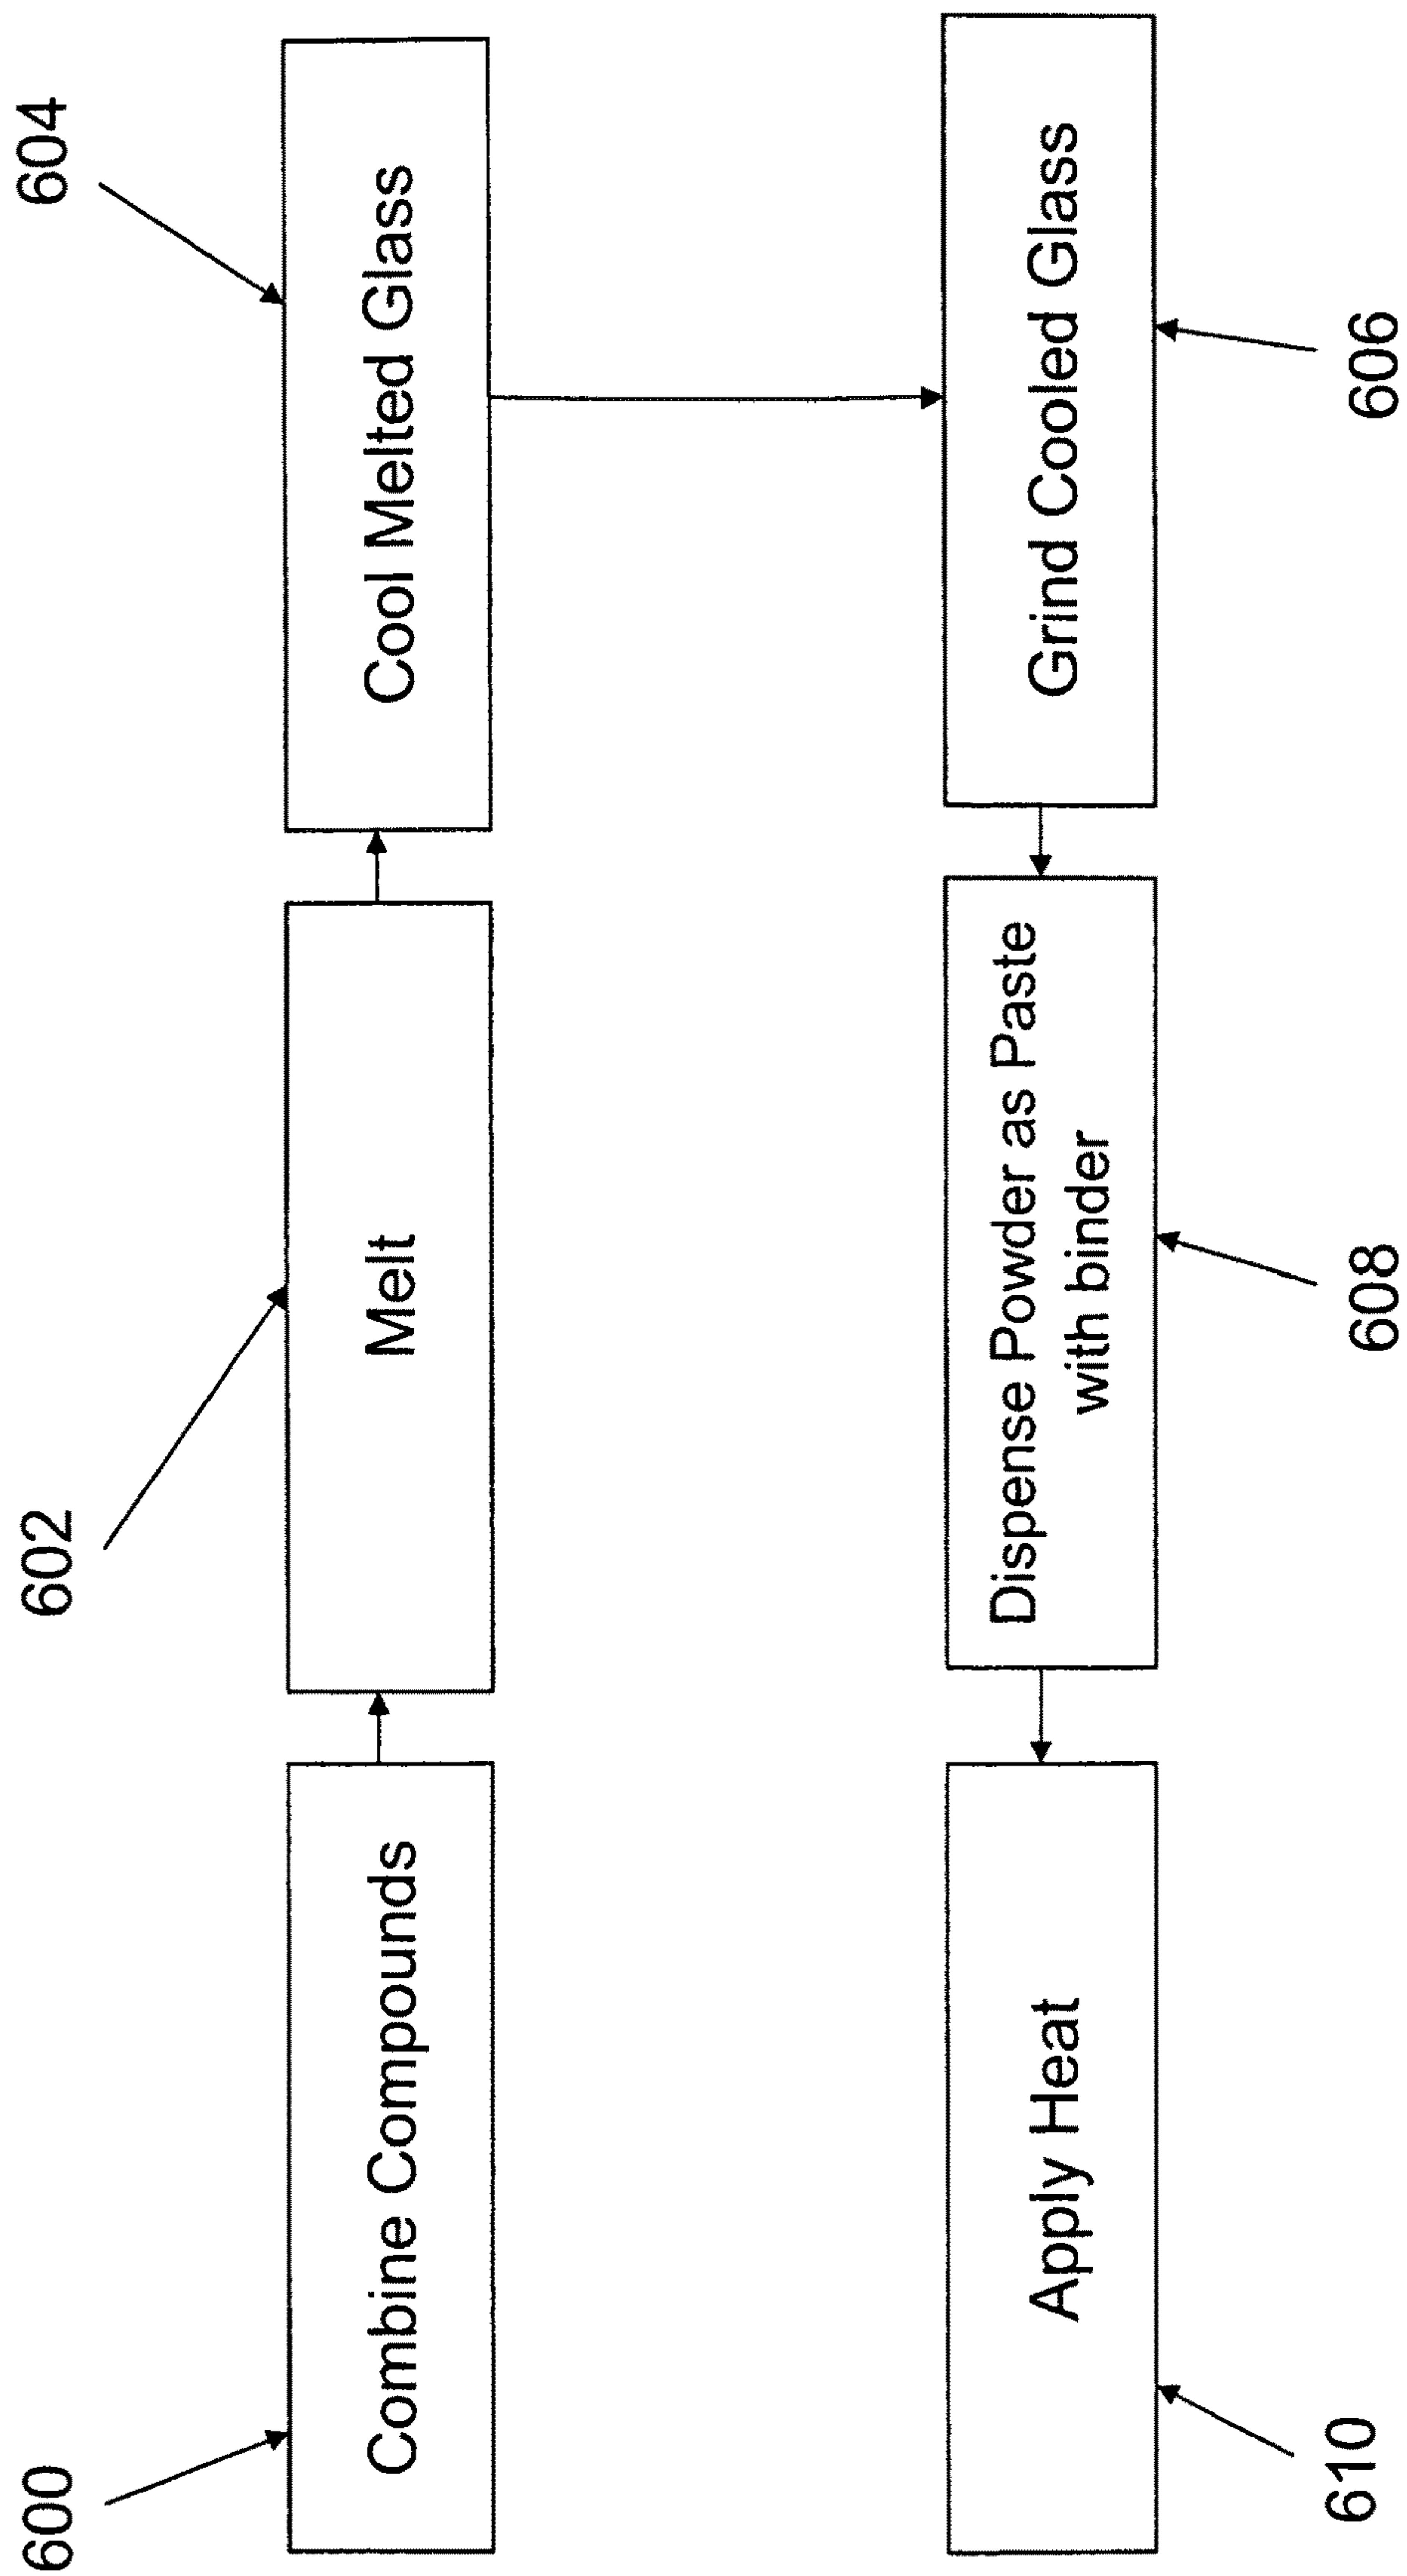 600
Combine Compounds
602
Melt
604
Cool Melted Glass
606
Grind Cooled Glass
608
Dispense Powder as Paste
with binder
610
Apply Heat